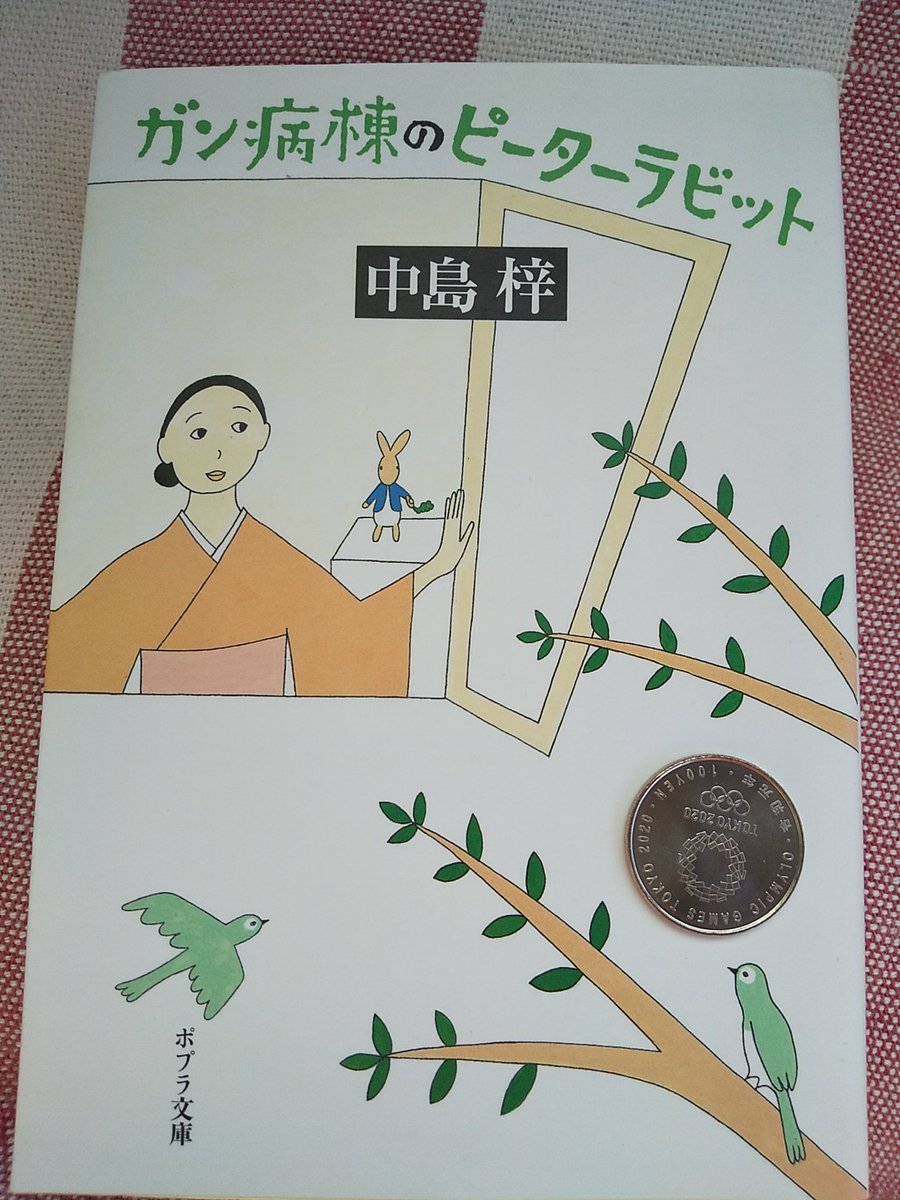 ガン病棟のピーターラビット
中島 梓
令和元年・100YEN・
TOKYO 2020
OLYMPIC GAMES TOKYO 2020
ポプラ文庫